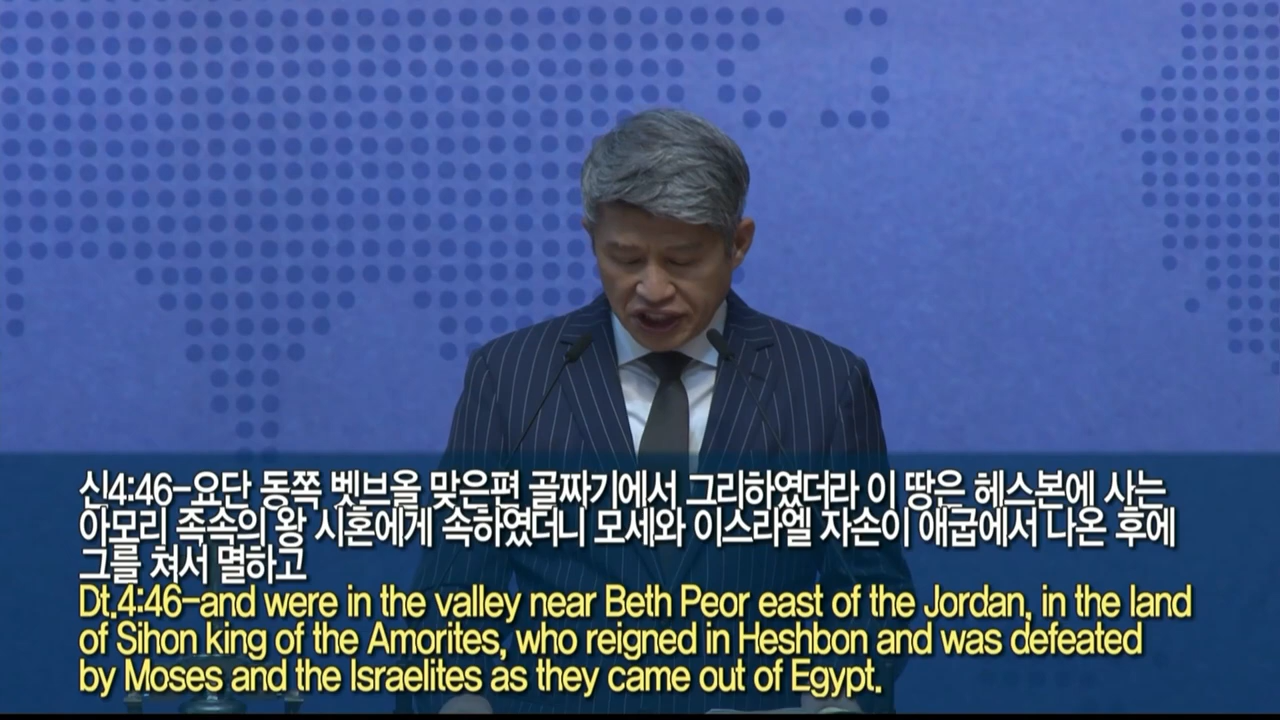 신4:46-요단 동쪽 벳브올 맞은편 골짜기에서 그리하였더라 이 땅은 헤스본에 사는
아모리 족속의 왕 시혼에게 속하였더니 모세와 이스라엘 자손이 애굽에서 나온 후에
그를 쳐서 멸하고
Dt.4:46-and were in the valley near Beth Peor east of the Jordan, in the land
of Sihon king of the Amorites, who reigned in Heshbon and was defeated
by Moses and the Israelites as they came out of Egypt.